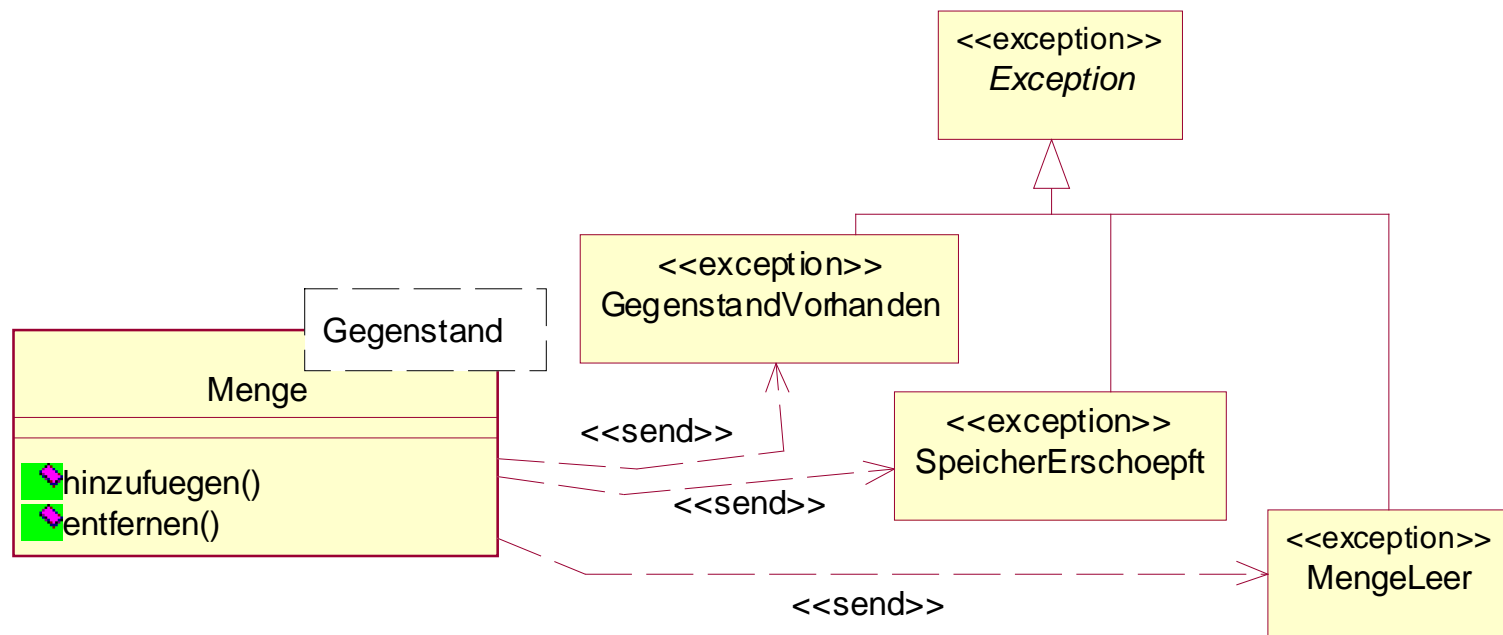 <<exception>>
Exception
<<exception>>
GegenstandVorhanden
Gegenstand
Menge
hinzufuegen()
entfernen()
<<send>>
<<send>>
<<send>>
<<exception>>
SpeicherErschoepft
<<exception>>
MengeLeer